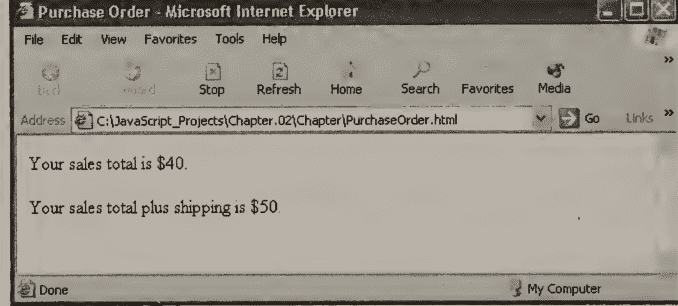 Purchase Order - Microsoft Internet Explorer
File Edit View Favorites Tools Help
Stop Refresh Home Search Favorites Media
Address C:\JavaScript_Projects\Chapter.02\Chapter\PurchaseOrder.html Go Links
Your sales total is $40.
Your sales total plus shipping is $50
Done My Computer